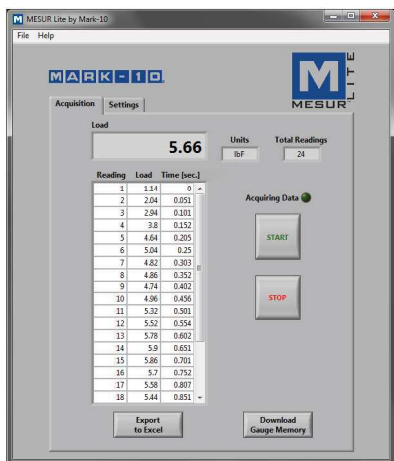 MESUR Lite by Mark-10
File Help
MARK-10
M
MESUR LITE
Acquisition Settings
Load
5.66
Units
lbF
Total Readings
24
Reading Load Time [sec.]
1 1.14 0
2 2.04 0.051
3 2.94 0.101
4 3.8 0.152
5 4.64 0.205
6 5.04 0.25
7 4.82 0.303
8 4.86 0.352
9 4.74 0.402
10 4.96 0.456
11 5.32 0.501
12 5.52 0.554
13 5.78 0.602
14 5.9 0.651
15 5.86 0.701
16 5.7 0.752
17 5.58 0.807
18 5.44 0.851
Acquiring Data
START
STOP
Export
to Excel
Download
Gauge Memory